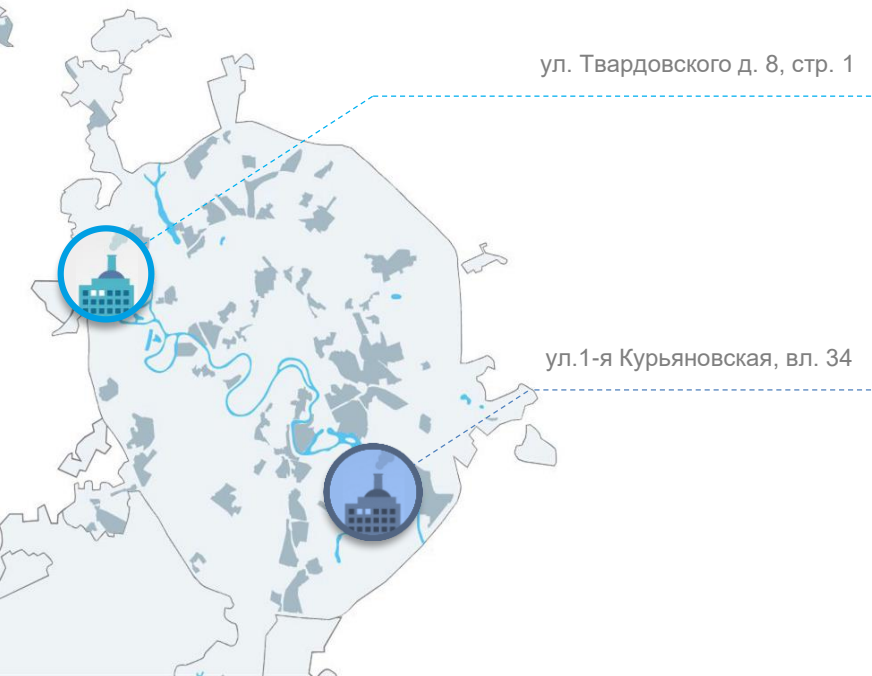 ул. Твардовского д. 8, стр. 1
ул.1-я Курьяновская, вл. 34